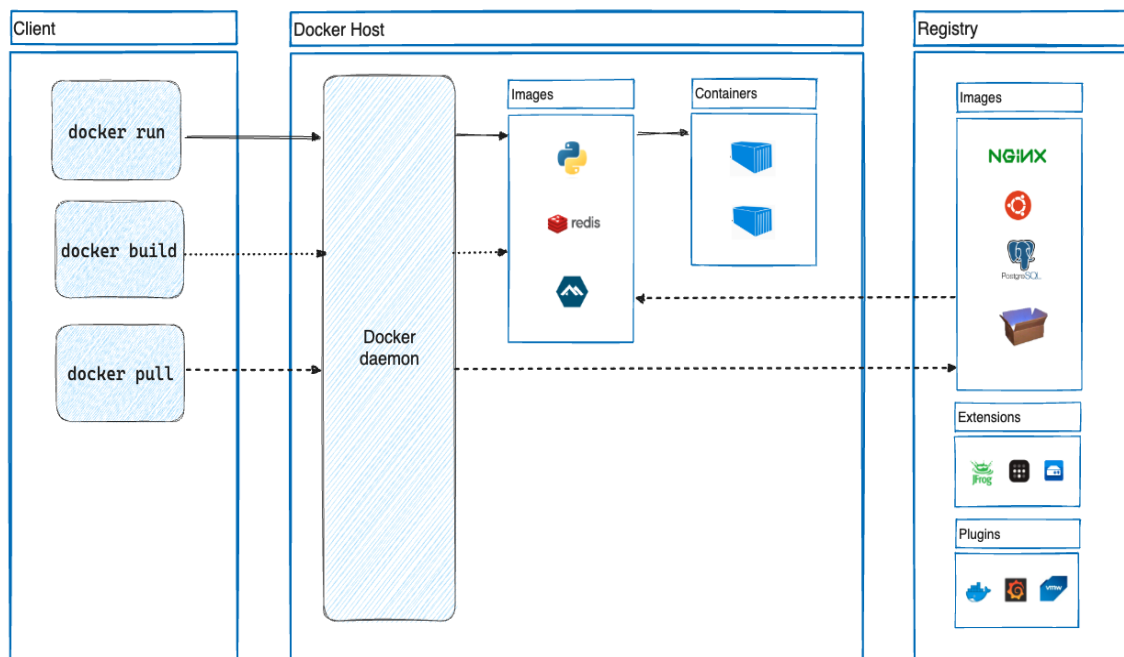 Client
docker run
docker build
docker pull
Docker Host
Docker
daemon
Images
redis
Containers
Registry
Images
NGINX
PostgreSQL
Extensions
JFrog
Plugins
vmw